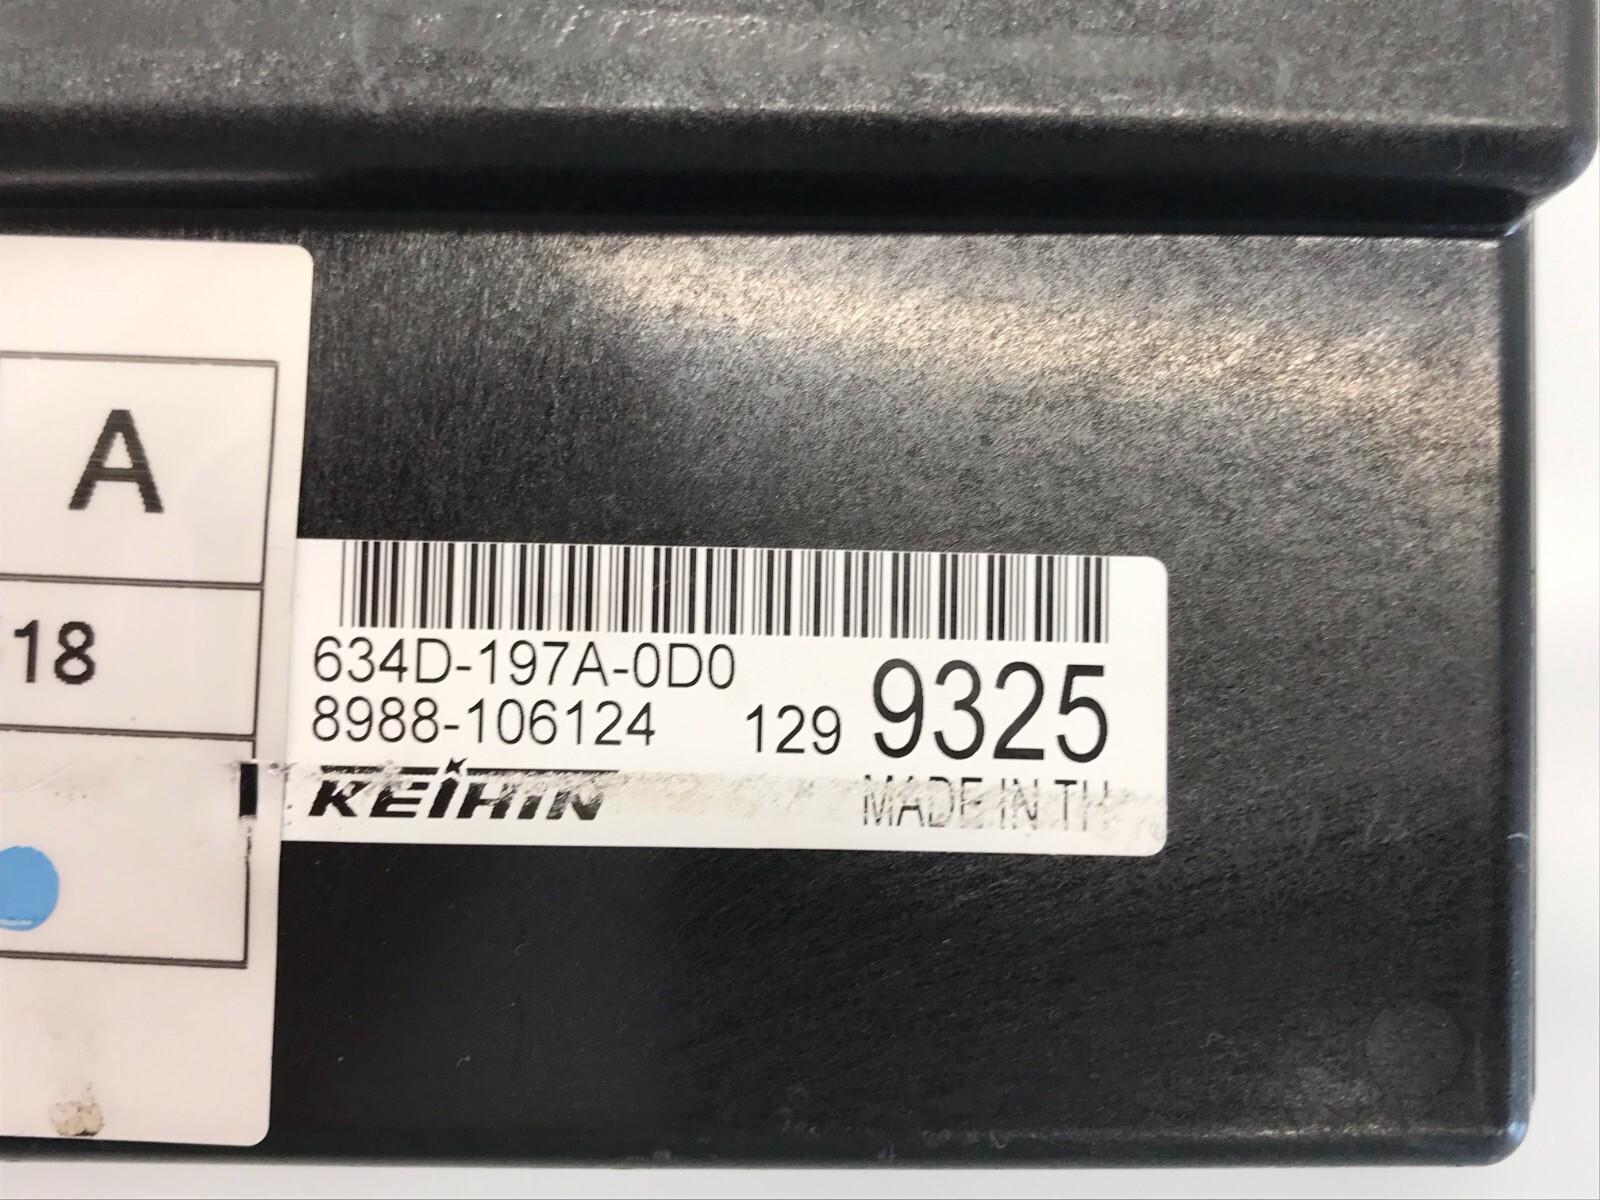 A
18
634D-197A-0D0
8988-106124 129 9325
KEIHIN
MADE IN TH